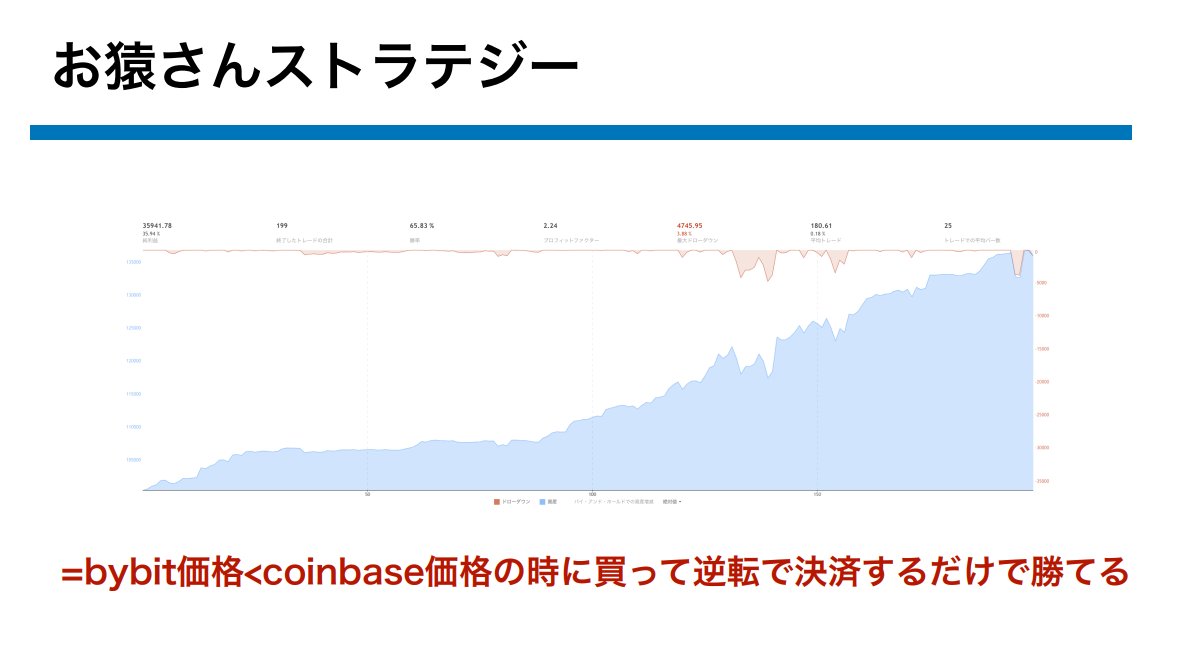 お猿さんストラテジー
35941.78 199 65.83 % 2.24 4745.95 180.61 25
35.94 % 3.88 % 0.18 %
純利益 終了したトレードの合計 勝率 プロフィットファクター 最大ドローダウン 平均トレード トレードでの平均バー数
135000 0
130000 -5000
125000 -10000
120000 -15000
115000 -20000
110000 -25000
105000 -30000
-35000
50 100 150
ドローダウン 資産 バイ・アンド・ホールドでの資産増減 絶対値
=bybit価格<coinbase価格の時に買って逆転で決済するだけで勝てる